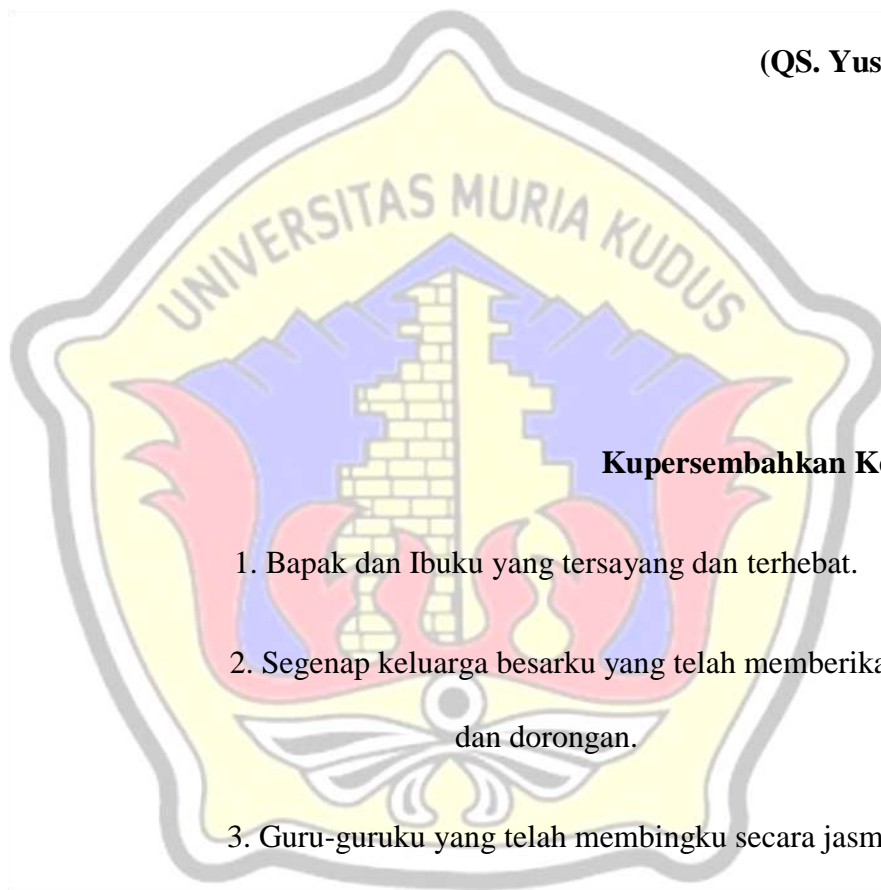 (QS. Yus
UNIVERSITAS MURIA KUDUS
Kupersembahkan Ke
1. Bapak dan Ibuku yang tersayang dan terhebat.
2. Segenap keluarga besarku yang telah memberika
dan dorongan.
3. Guru-guruku yang telah membingku secara jasm